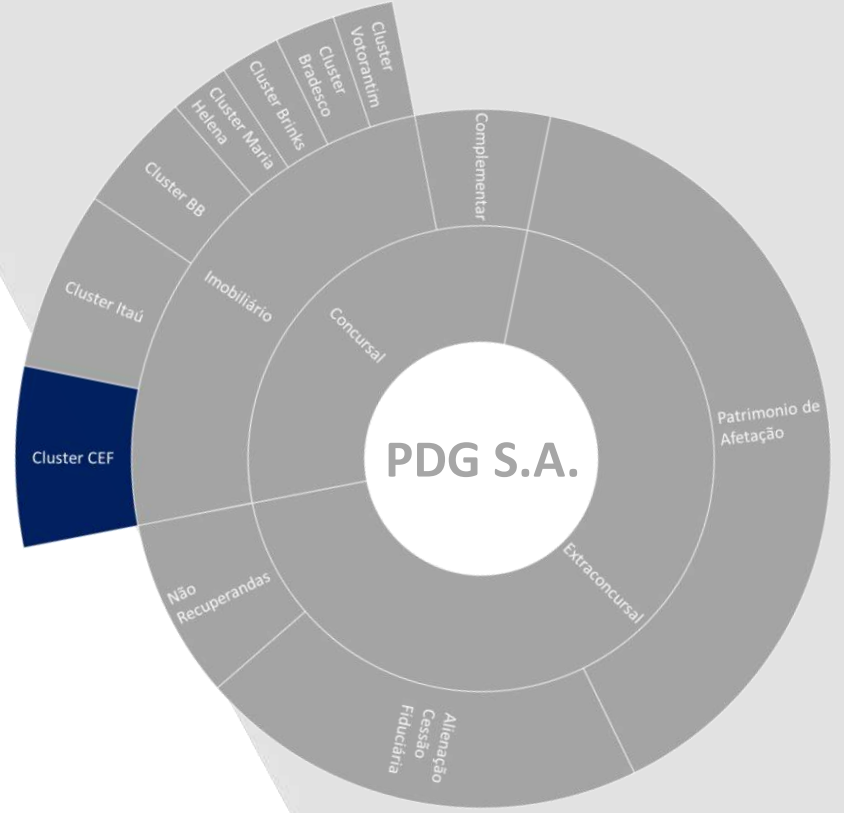 Cluster
Votorantim
Cluster
Bradesco
Cluster Brinks
Cluster Maria
Helena
Cluster BB
Cluster Itaú
Cluster CEF
Complementar
Imobiliário
Concursal
PDG S.A.
Patrimonio de
Afetação
Extraconcursal
Não
Recuperandas
Alienação
Cessão
Fiduciária